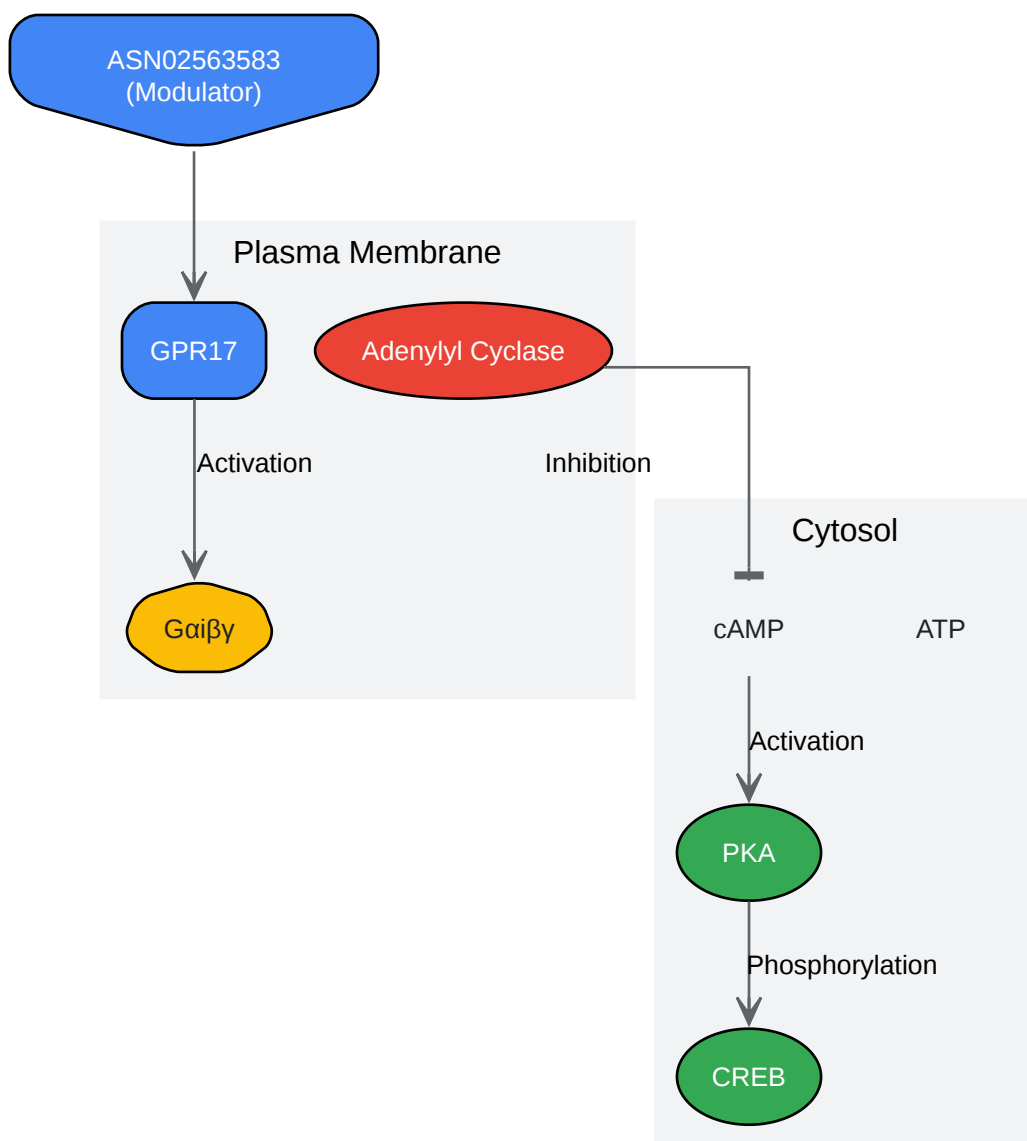 ASN02563583
(Modulator)
Plasma Membrane
GPR17
Adenylyl Cyclase
Activation
Inhibition
Cytosol
Gαiβγ
cAMP
ATP
Activation
PKA
Phosphorylation
CREB